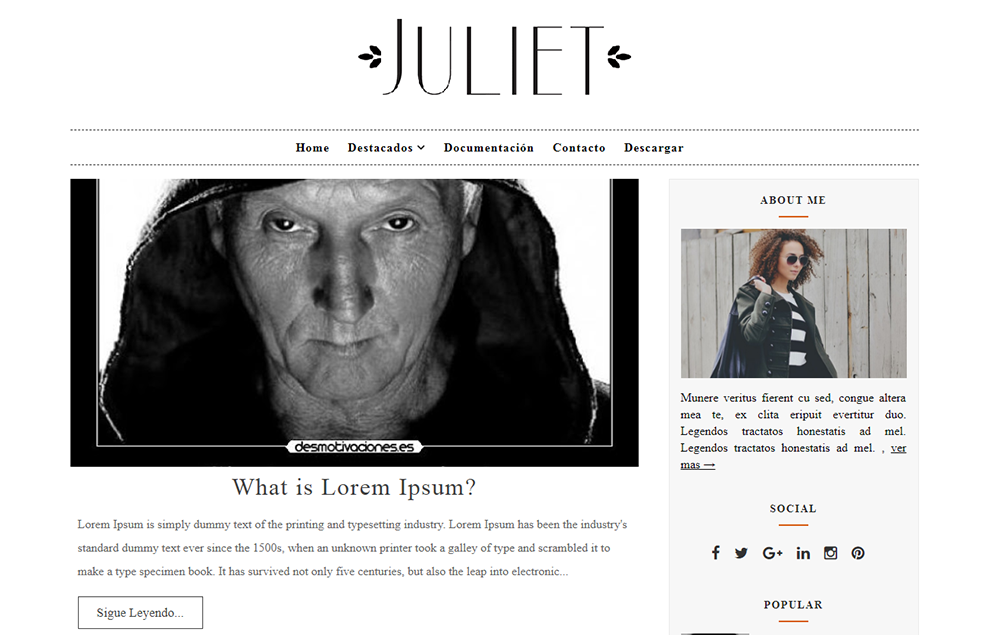 JULIET
Home Destacados Documentación Contacto Descargar
desmotivaciones.es
What is Lorem Ipsum?
Lorem Ipsum is simply dummy text of the printing and typesetting industry. Lorem Ipsum has been the industry's
standard dummy text ever since the 1500s, when an unknown printer took a galley of type and scrambled it to
make a type specimen book. It has survived not only five centuries, but also the leap into electronic...
Sigue Leyendo...
ABOUT ME
Munere veritus fierent cu sed, congue altera
mea te, ex clita eripuit evertitur duo.
Legendos tractatos honestatis ad mel.
Legendos tractatos honestatis ad mel. , ver
mas →
SOCIAL
POPULAR